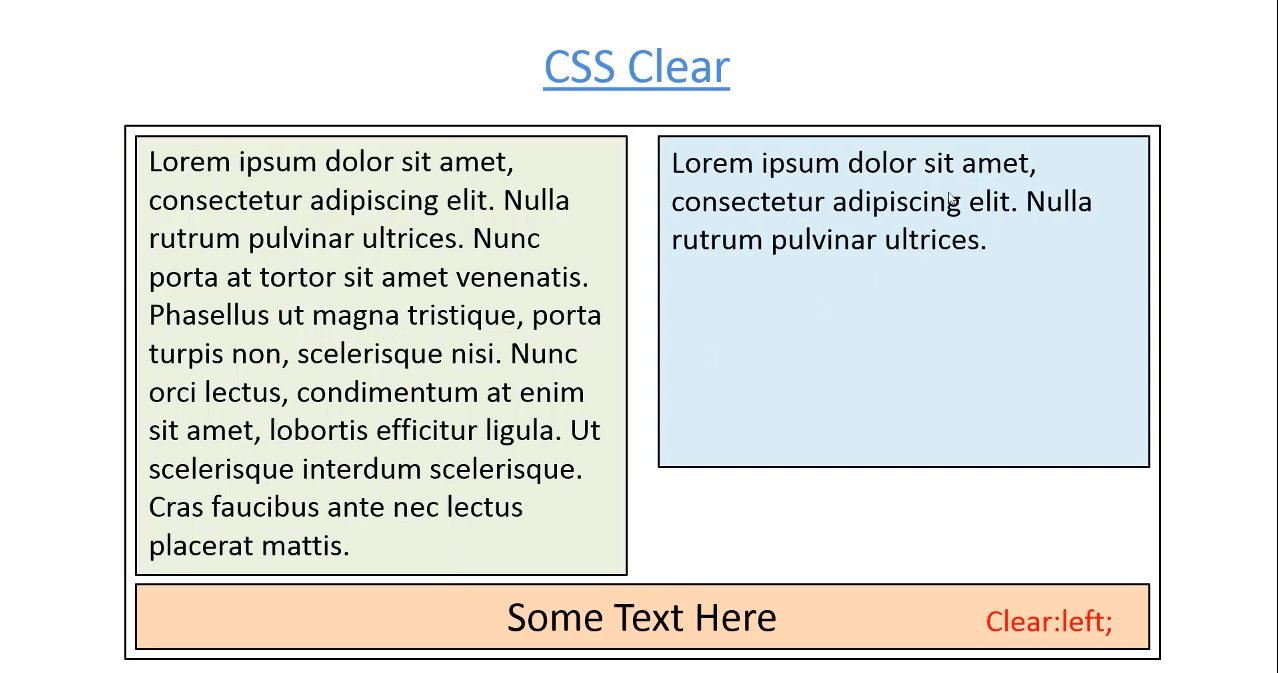 CSS Clear
Lorem ipsum dolor sit amet,
consectetur adipiscing elit. Nulla
rutrum pulvinar ultrices. Nunc
porta at tortor sit amet venenatis.
Phasellus ut magna tristique, porta
turpis non, scelerisque nisi. Nunc
orci lectus, condimentum at enim
sit amet, lobortis efficitur ligula. Ut
scelerisque interdum scelerisque.
Cras faucibus ante nec lectus
placerat mattis.
Lorem ipsum dolor sit amet,
consectetur adipiscing elit. Nulla
rutrum pulvinar ultrices.
Some Text Here
Clear:left;